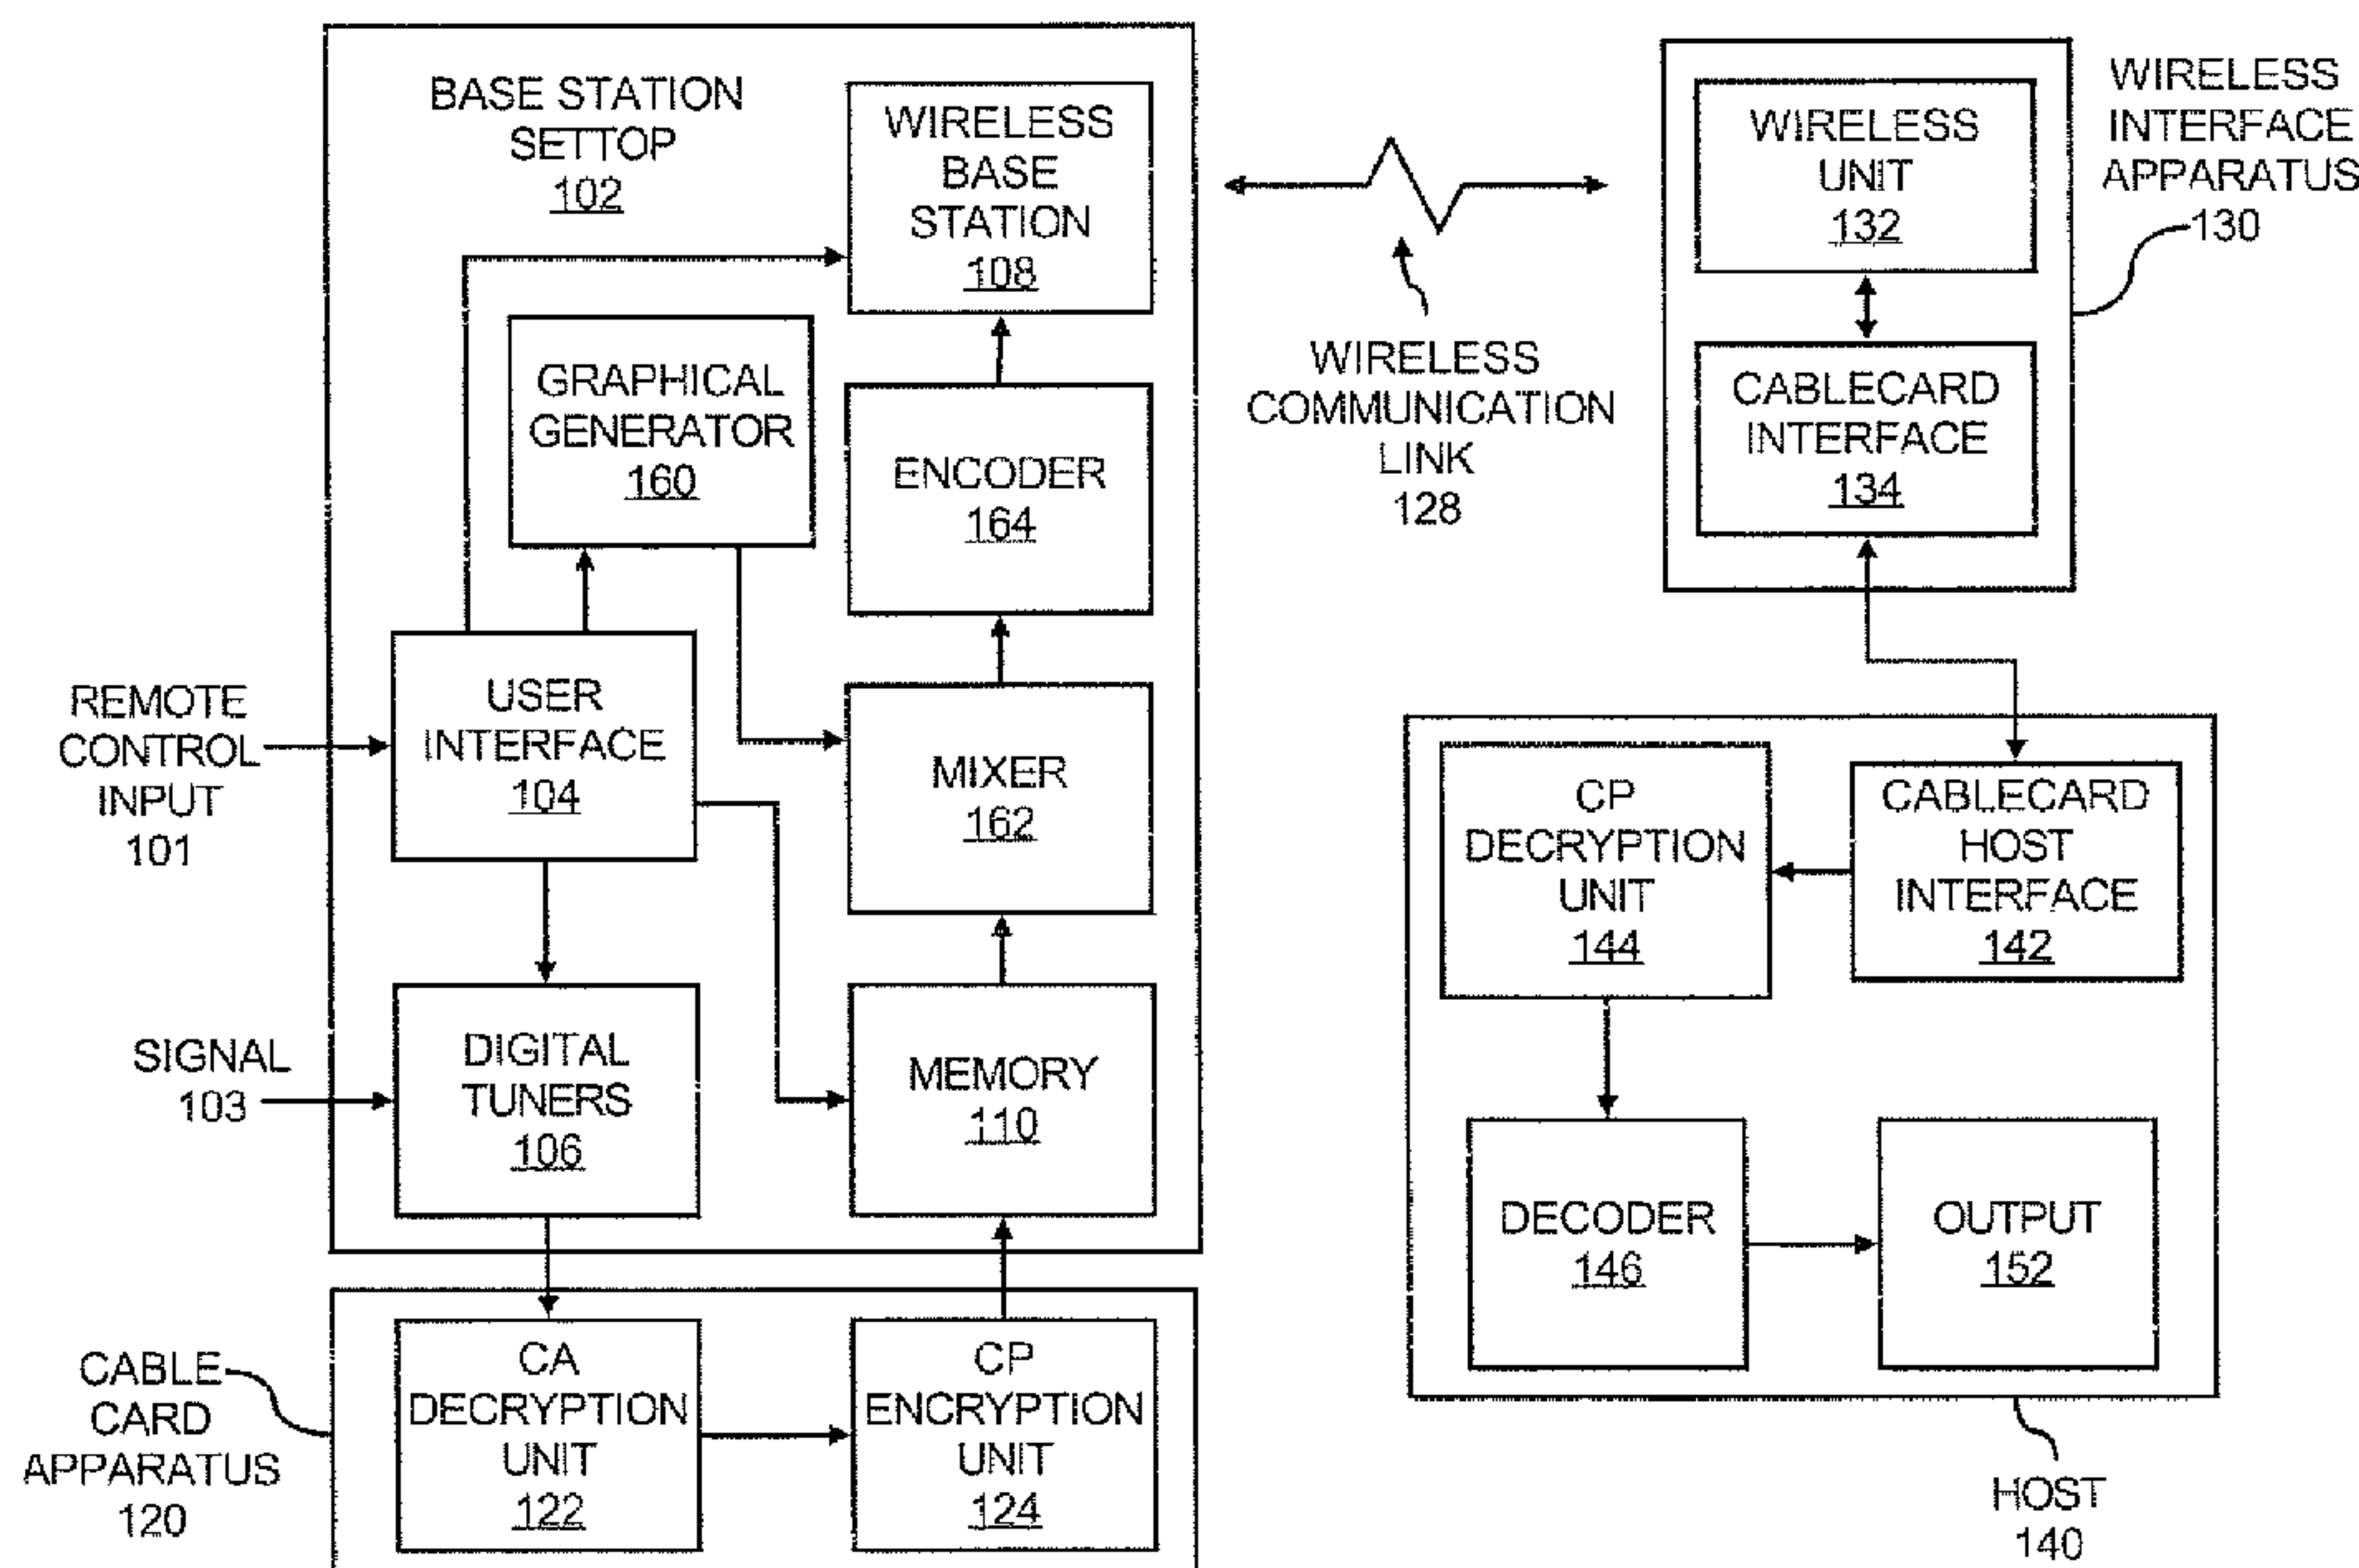 BASE STATION
SETTOP
102
WIRELESS
BASE
STATION
108
GRAPHICAL
GENERATOR
160
ENCODER
164
REMOTE
CONTROL
INPUT
101
USER
INTERFACE
104
MIXER
162
SIGNAL
103
DIGITAL
TUNERS
106
MEMORY
110
CABLE
CARD
APPARATUS
120
CA
DECRYPTION
UNIT
122
CP
ENCRYPTION
UNIT
124
WIRELESS
COMMUNICATION
LINK
128
WIRELESS
UNIT
132
CABLECARD
INTERFACE
134
WIRELESS
INTERFACE
APPARATUS
130
CP
DECRYPTION
UNIT
144
CABLECARD
HOST
INTERFACE
142
DECODER
146
OUTPUT
152
HOST
140